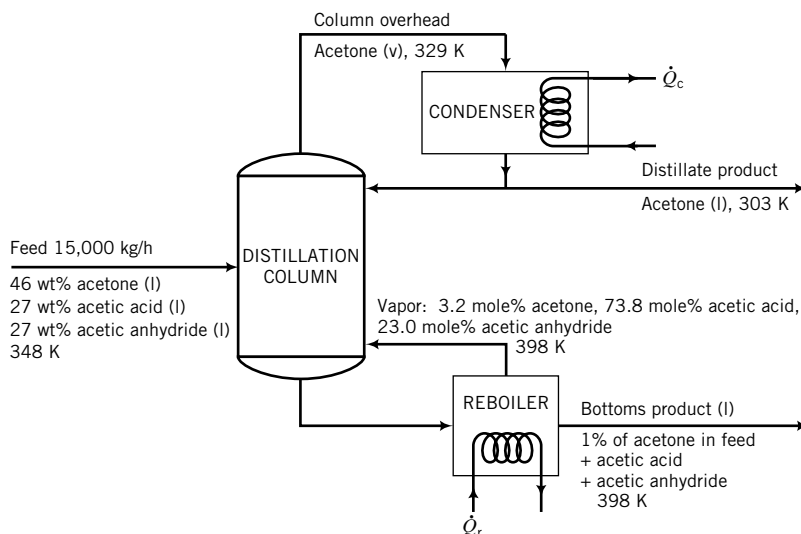 Column overhead
Acetone (v), 329 K
CONDENSER
Q̇c
Distillate product
Acetone (l), 303 K
Feed 15,000 kg/h
46 wt% acetone (l)
27 wt% acetic acid (l)
27 wt% acetic anhydride (l)
348 K
DISTILLATION
COLUMN
Vapor: 3.2 mole% acetone, 73.8 mole% acetic acid,
23.0 mole% acetic anhydride
398 K
REBOILER
Bottoms product (l)
1% of acetone in feed
+ acetic acid
+ acetic anhydride
398 K
Q̇r